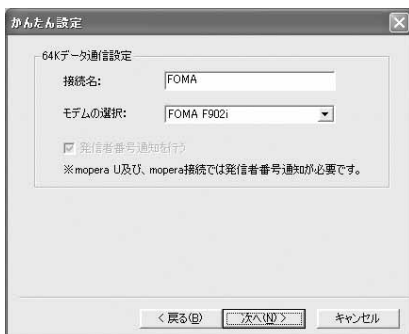 かんたん設定
64Kデータ通信設定
接続名: FOMA
モデムの選択: FOMA F902i
発信者番号通知を行う
※mopera U及び、mopera接続では発信者番号通知が必要です。
< 戻る(B) 次へ(N) > キャンセル